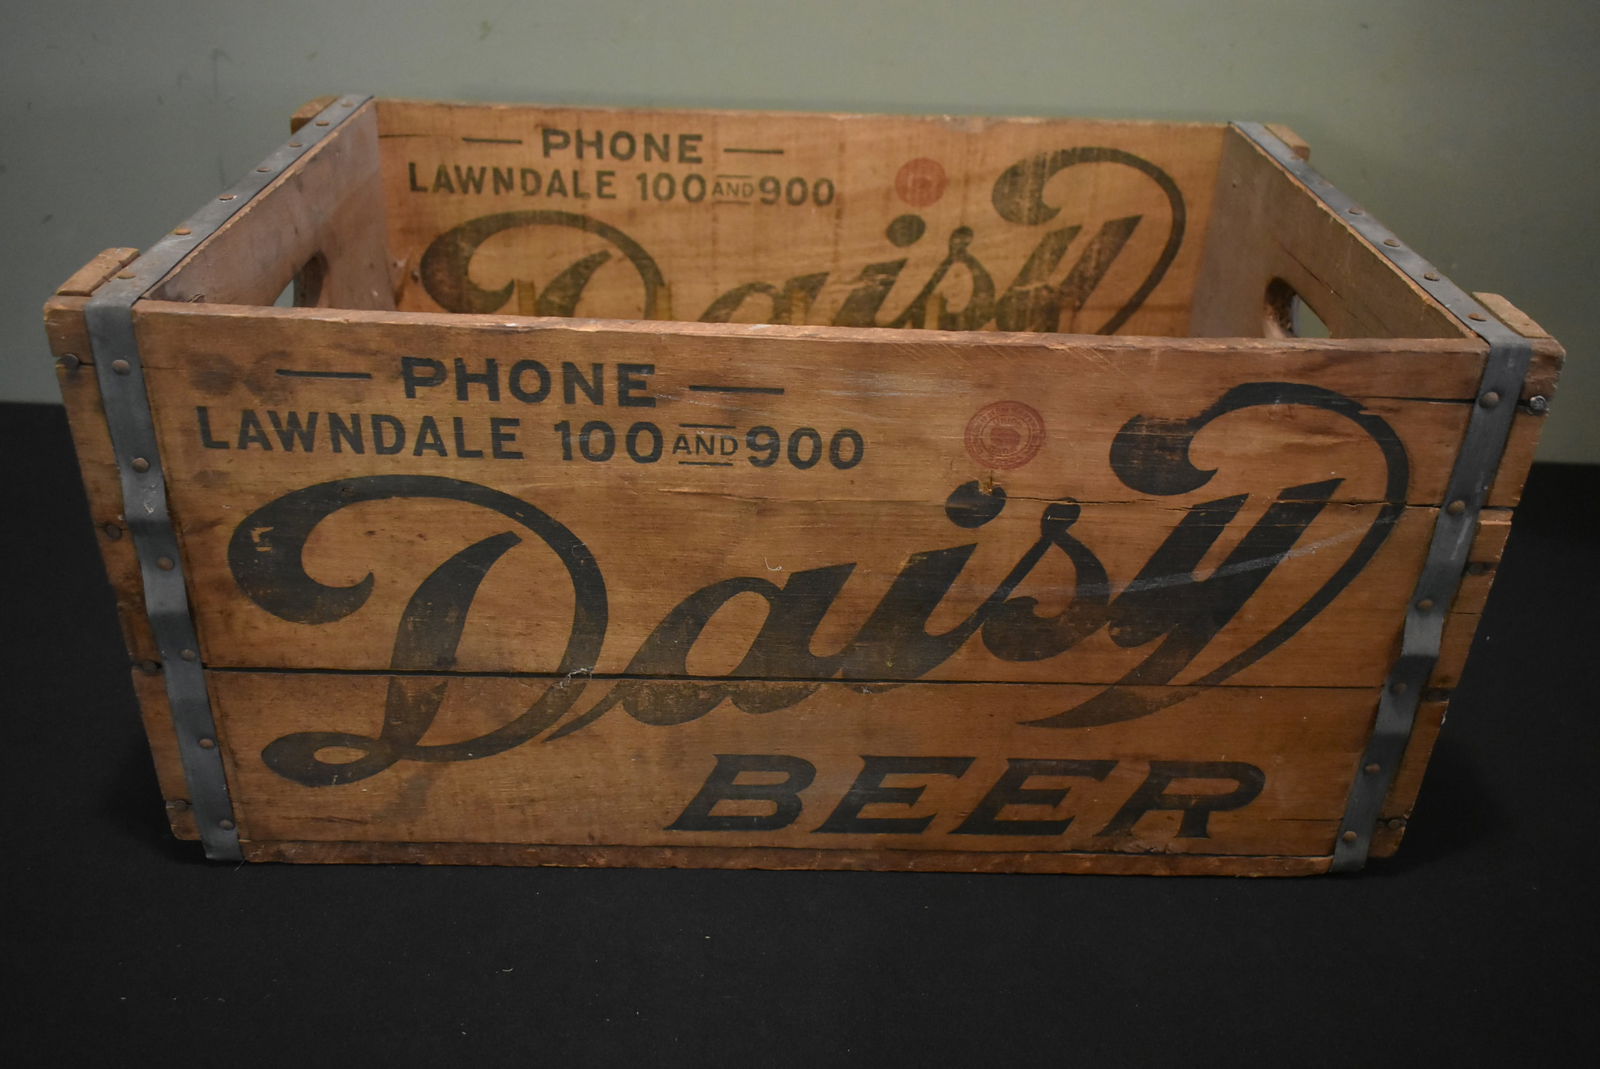 — PHONE —
LAWNDALE 100 AND 900
Daisy
— PHONE —
LAWNDALE 100 AND 900
Daisy
BEER